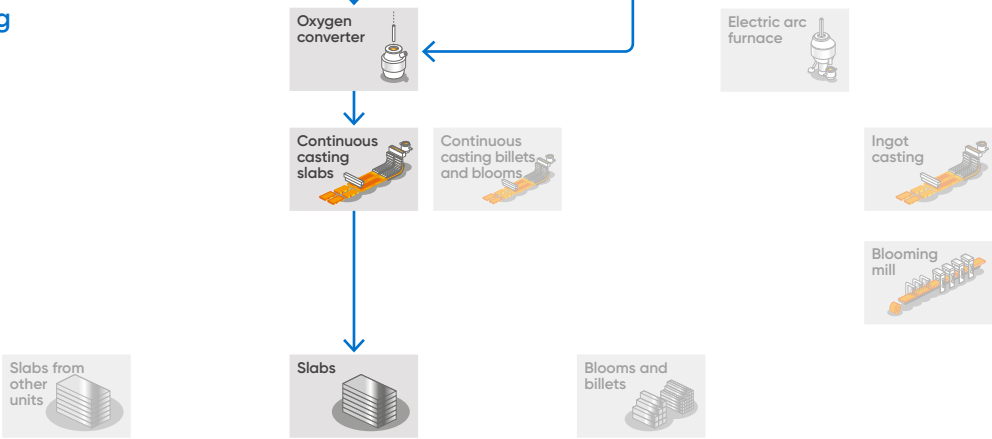 g
Oxygen
converter
Electric arc
furnace
Continuous
casting
slabs
Continuous
casting billets
and blooms
Ingot
casting
Blooming
mill
Slabs from
other
units
Slabs
Blooms and
billets